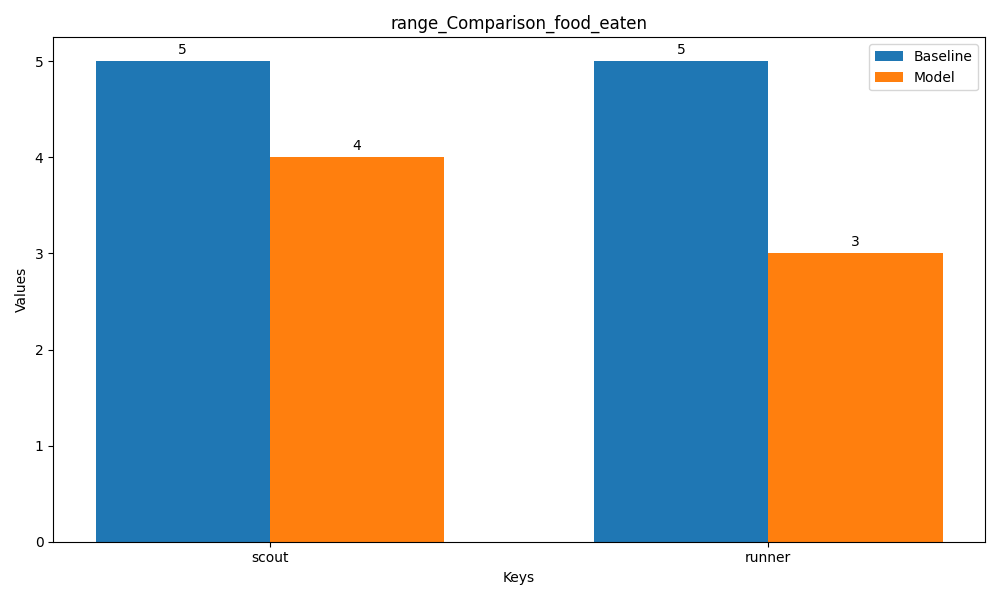 range_Comparison_food_eaten
5
5
Baseline
Model
4
3
5
4
3
2
1
0
Values
scout
runner
Keys